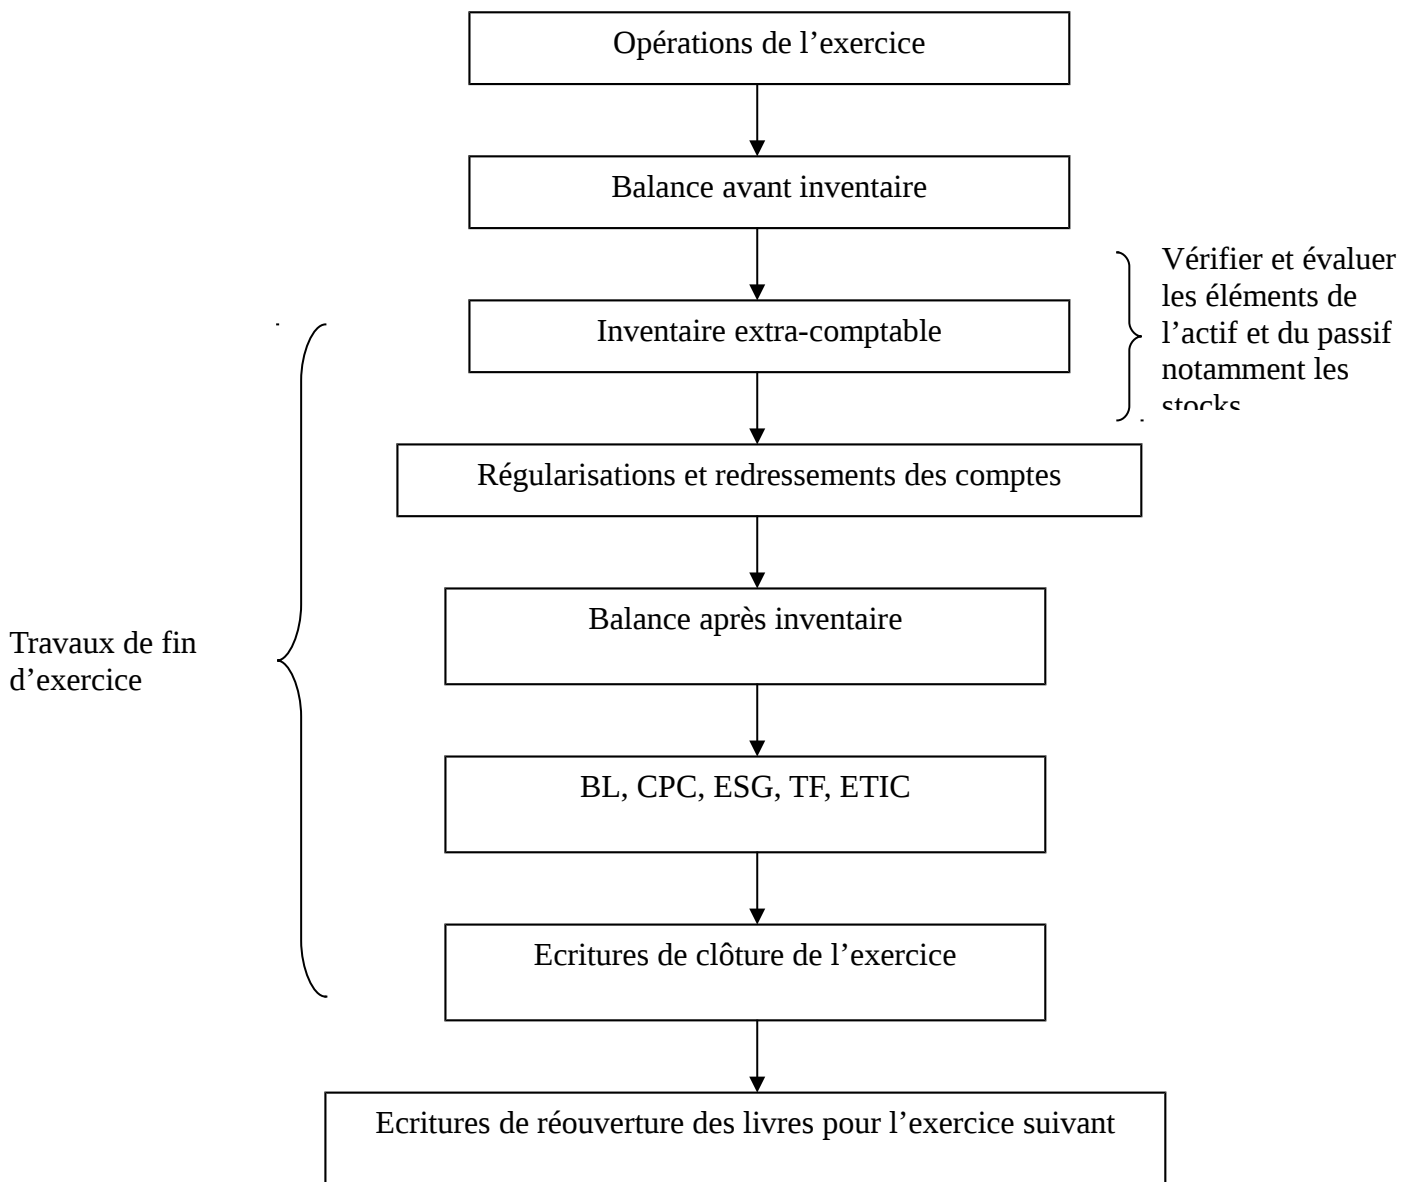 Opérations de l’exercice
Balance avant inventaire
Vérifier et évaluer
les éléments de
l’actif et du passif
notamment les
stocks
Inventaire extra-comptable
Régularisations et redressements des comptes
Balance après inventaire
Travaux de fin
d’exercice
BL, CPC, ESG, TF, ETIC
Ecritures de clôture de l’exercice
Ecritures de réouverture des livres pour l’exercice suivant